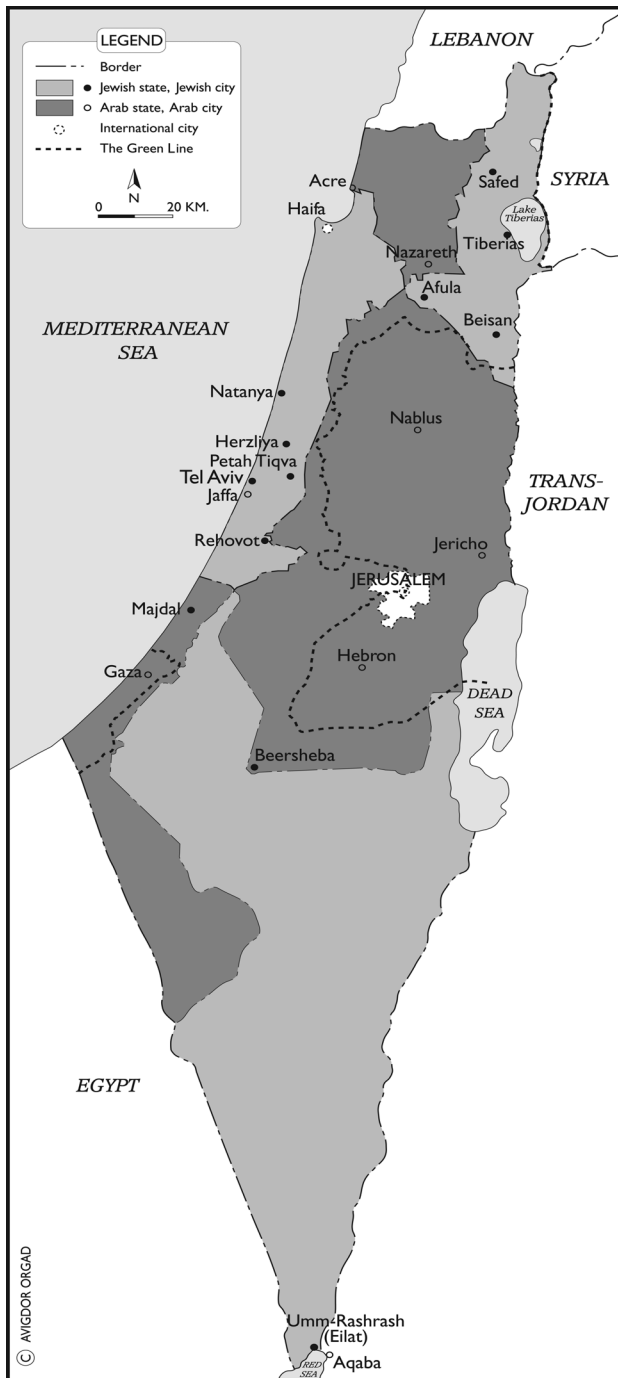 LEGEND
Border
Jewish state, Jewish city
Arab state, Arab city
International city
The Green Line
N
0 20 KM.
LEBANON
SYRIA
Acre
Haifa
Safed
Lake
Tiberias
Tiberias
Nazareth
Afula
Beisan
MEDITERRANEAN
SEA
Natanya
Nablus
Herzliya
Petah Tiqva
Tel Aviv
Jaffa
TRANS-
JORDAN
Rehovot
Jericho
JERUSALEM
Majdal
Hebron
Gaza
DEAD
SEA
Beersheba
EGYPT
Umm-Rashrash
(Eilat)
Aqaba
RED
SEA
© AVIGDOR ORGAD